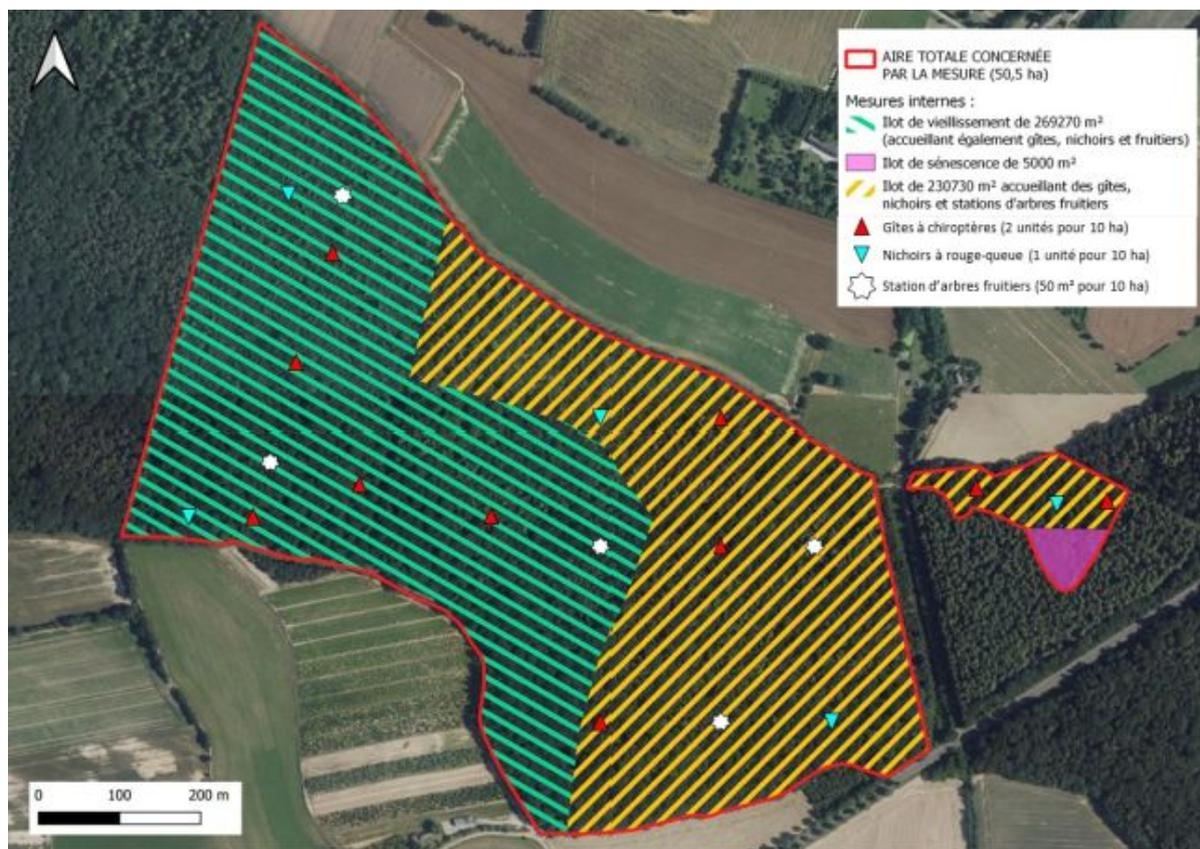 AIRE TOTALE CONCERNÉE
PAR LA MESURE (50,5 ha)
Mesures internes :
Ilot de vieillissement de 269270 m²
(accueillant également gîtes, nichoirs et fruitiers)
Ilot de sénescence de 5000 m²
Ilot de 230730 m² accueillant des gîtes,
nichoirs et stations d'arbres fruitiers
Gîtes à chiroptères (2 unités pour 10 ha)
Nichoirs à rouge-queue (1 unité pour 10 ha)
Station d'arbres fruitiers (50 m² pour 10 ha)
0 100 200 m